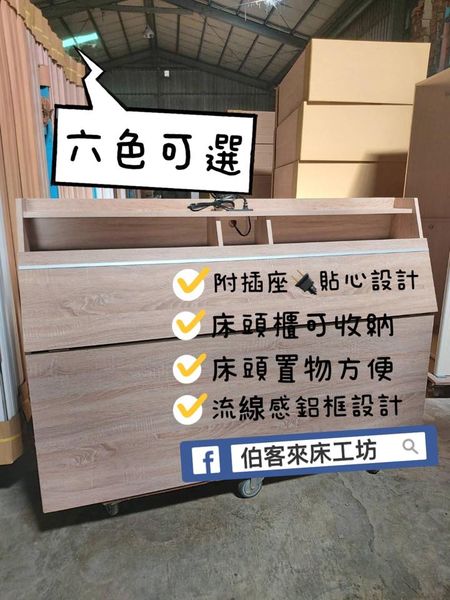 六色可選
附插座🔌貼心設計
床頭櫃可收納
床頭置物方便
流線感鋁框設計
f 伯客來床工坊